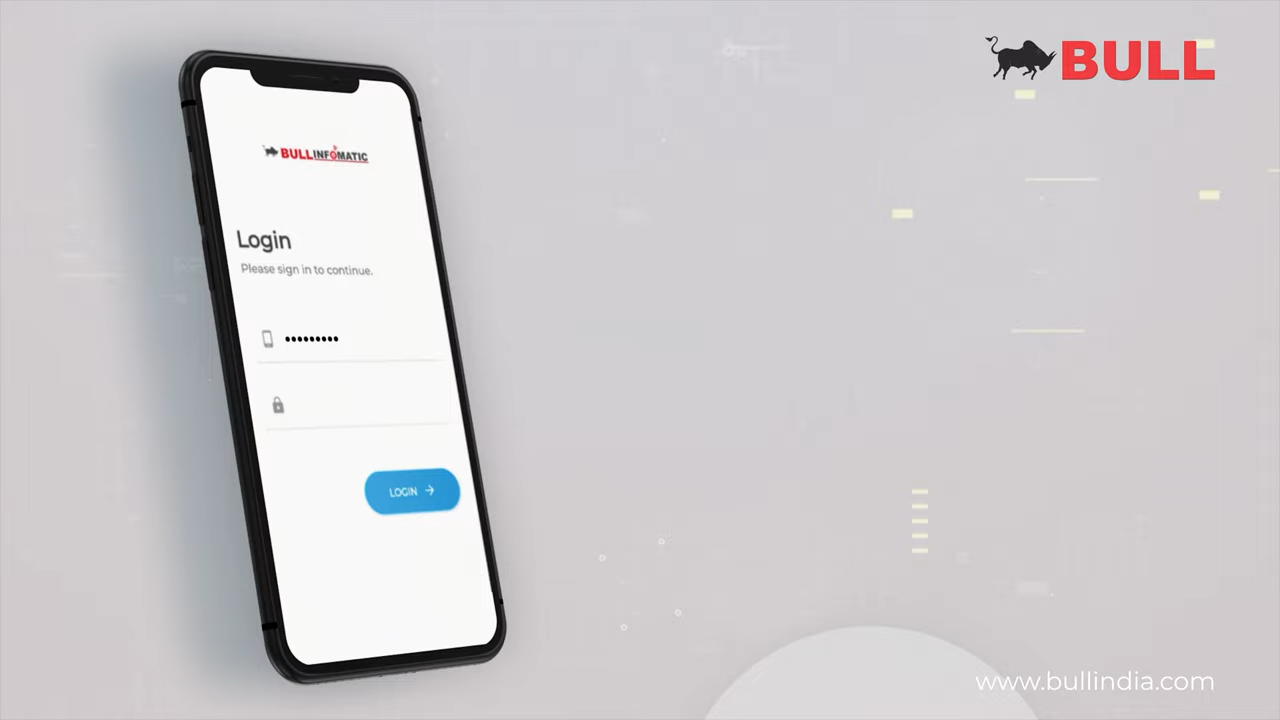 BULL
BULLINFOMATIC
Login
Please sign in to continue.
•••••••••
LOGIN →
www.bullindia.com